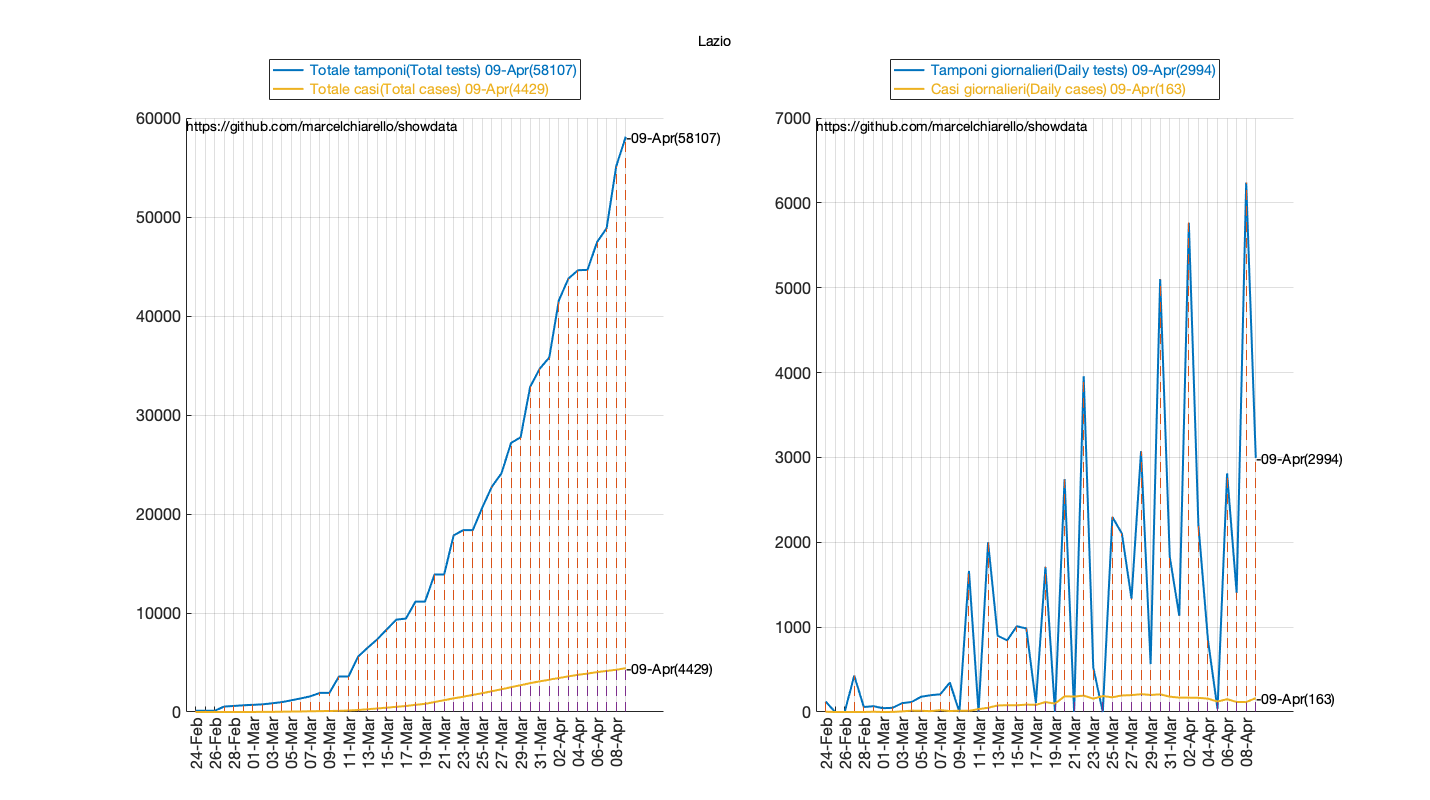 Lazio
Totale tamponi(Total tests) 09-Apr(58107)
Totale casi(Total cases) 09-Apr(4429)
https://github.com/marcelchiarello/showdata
60000
50000
40000
30000
20000
10000
0
-09-Apr(58107)
-09-Apr(4429)
24-Feb
26-Feb
28-Feb
01-Mar
03-Mar
05-Mar
07-Mar
09-Mar
11-Mar
13-Mar
15-Mar
17-Mar
19-Mar
21-Mar
23-Mar
25-Mar
27-Mar
29-Mar
31-Mar
02-Apr
04-Apr
06-Apr
08-Apr
Tamponi giornalieri(Daily tests) 09-Apr(2994)
Casi giornalieri(Daily cases) 09-Apr(163)
https://github.com/marcelchiarello/showdata
7000
6000
5000
4000
3000
2000
1000
0
-09-Apr(2994)
-09-Apr(163)
24-Feb
26-Feb
28-Feb
01-Mar
03-Mar
05-Mar
07-Mar
09-Mar
11-Mar
13-Mar
15-Mar
17-Mar
19-Mar
21-Mar
23-Mar
25-Mar
27-Mar
29-Mar
31-Mar
02-Apr
04-Apr
06-Apr
08-Apr